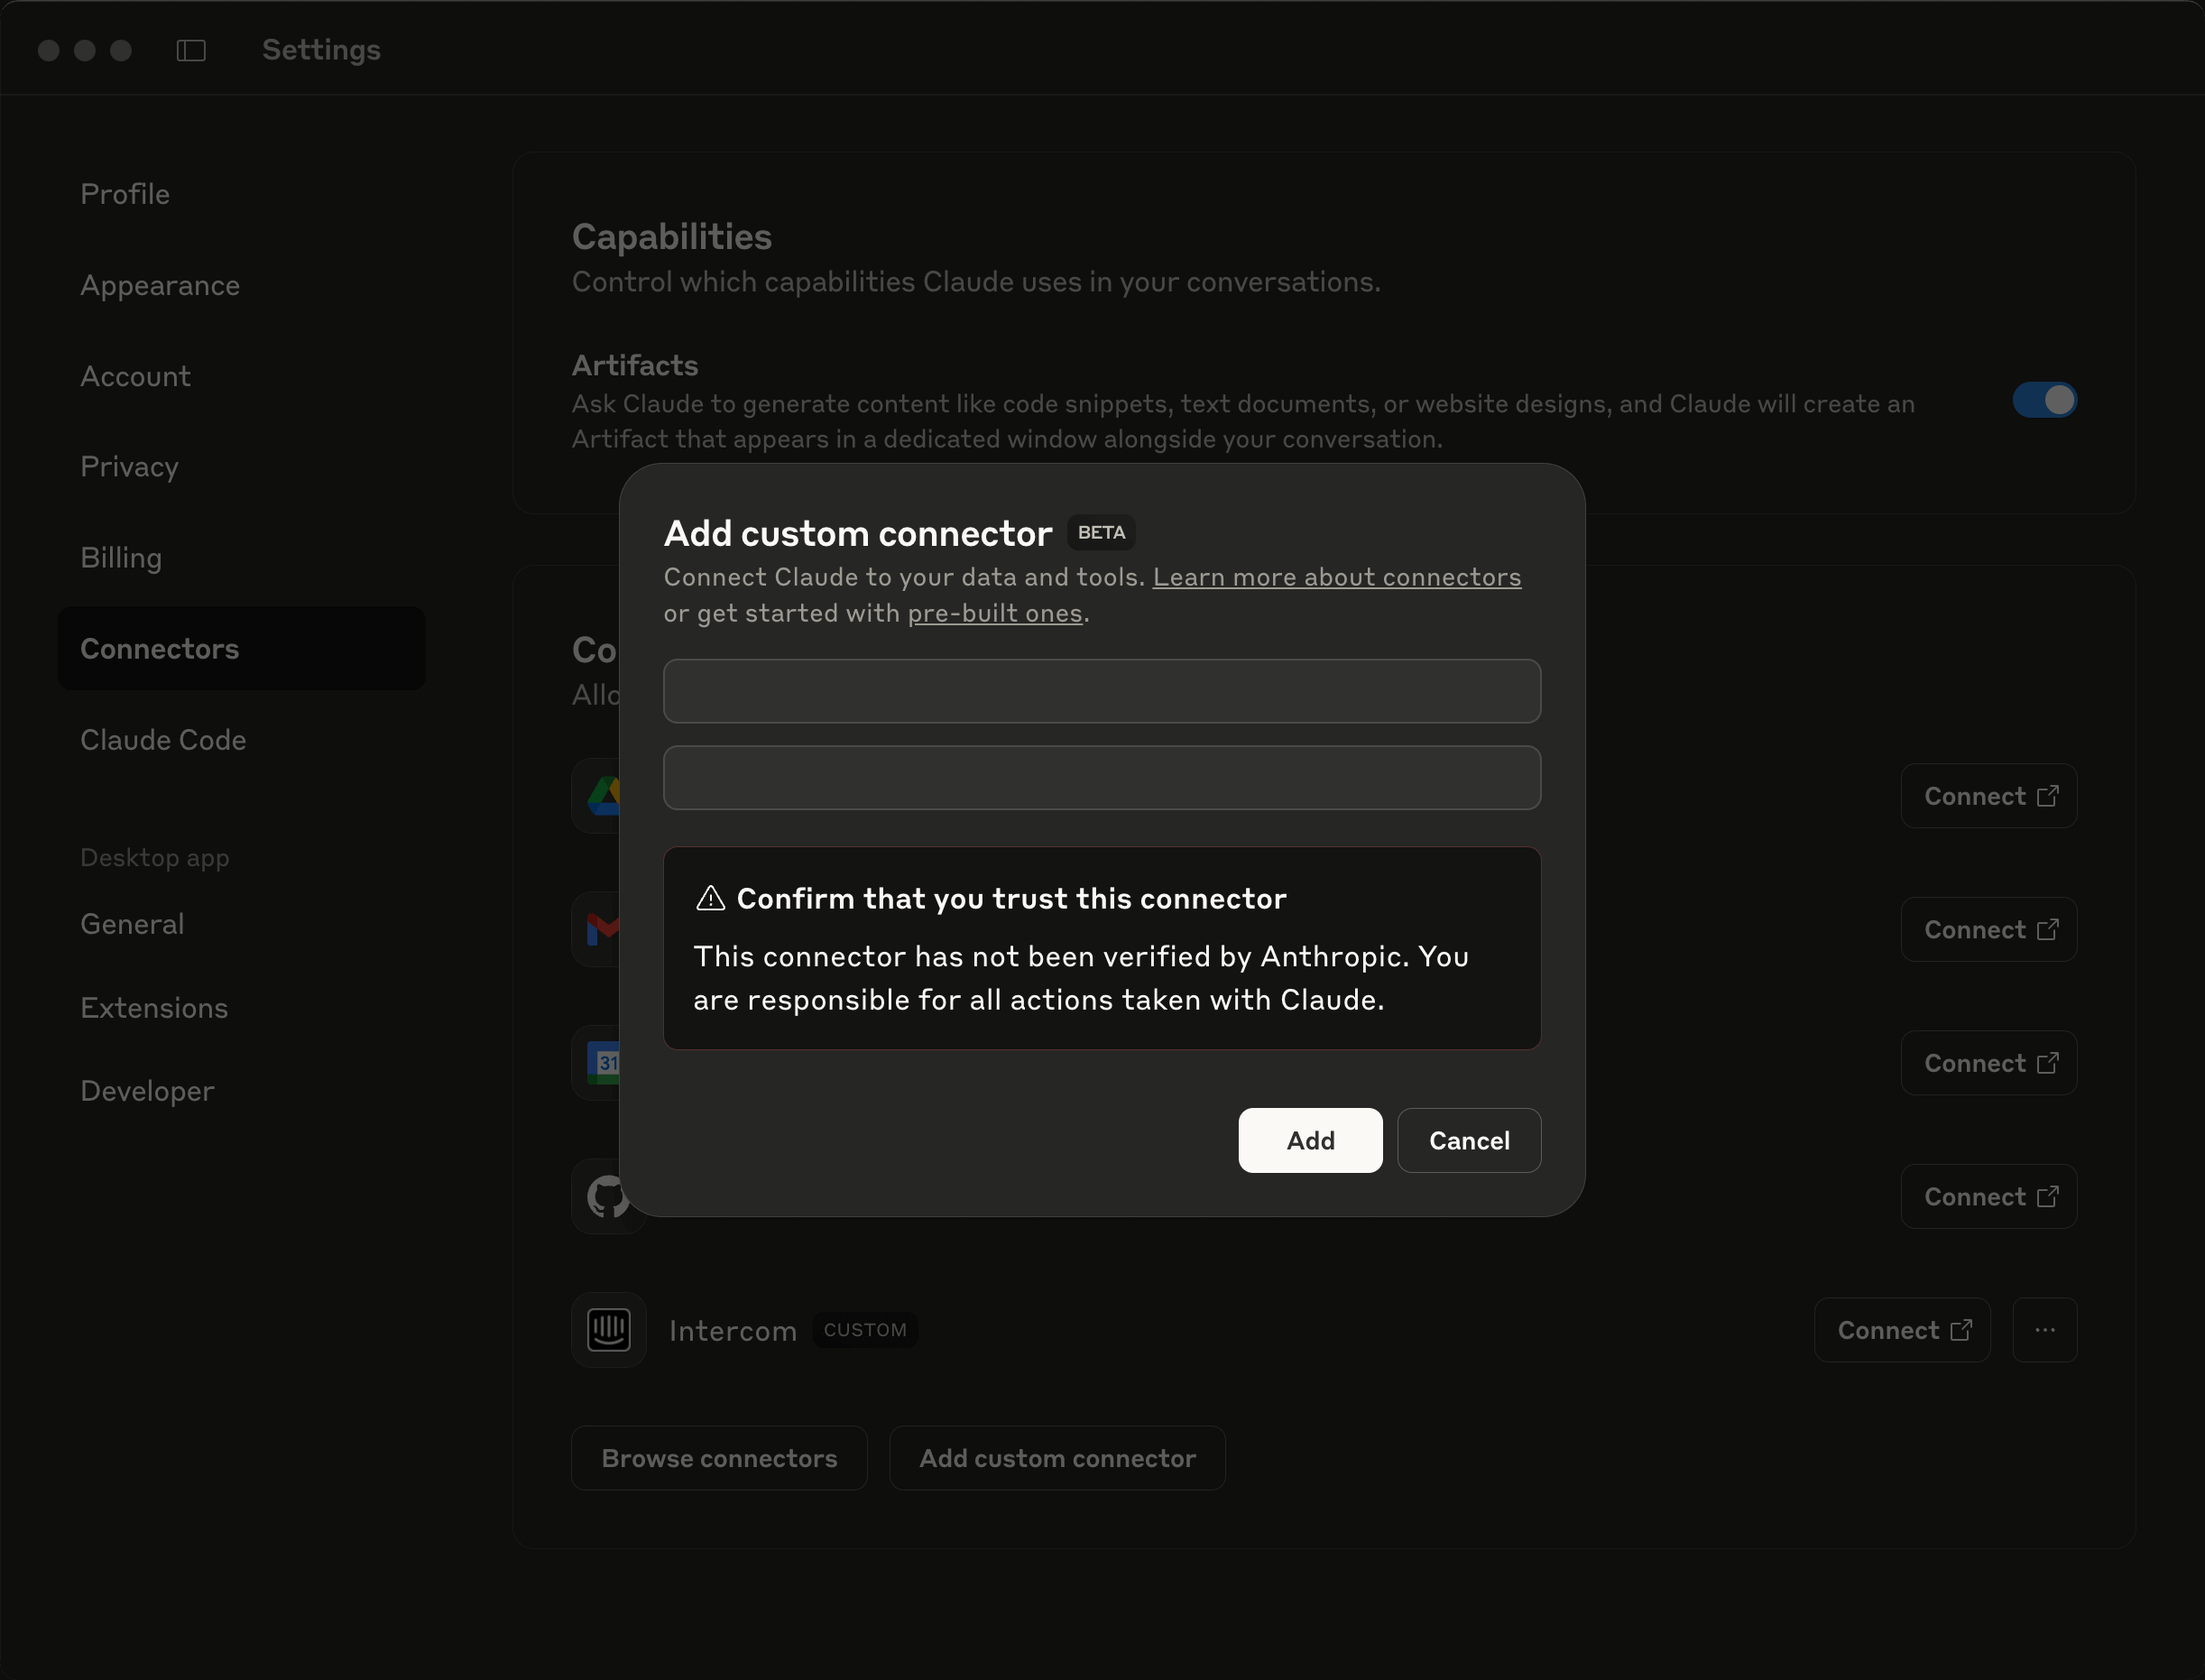 Settings
Profile
Appearance
Account
Privacy
Billing
Connectors
Claude Code
Desktop app
General
Extensions
Developer
Capabilities
Control which capabilities Claude uses in your conversations.
Artifacts
Ask Claude to generate content like code snippets, text documents, or website designs, and Claude will create an
Artifact that appears in a dedicated window alongside your conversation.
Add custom connector BETA
Connect Claude to your data and tools. Learn more about connectors
or get started with pre-built ones.
Confirm that you trust this connector
This connector has not been verified by Anthropic. You
are responsible for all actions taken with Claude.
Add Cancel
Connect
Connect
31
Connect
Connect
Intercom CUSTOM
Connect
Browse connectors Add custom connector